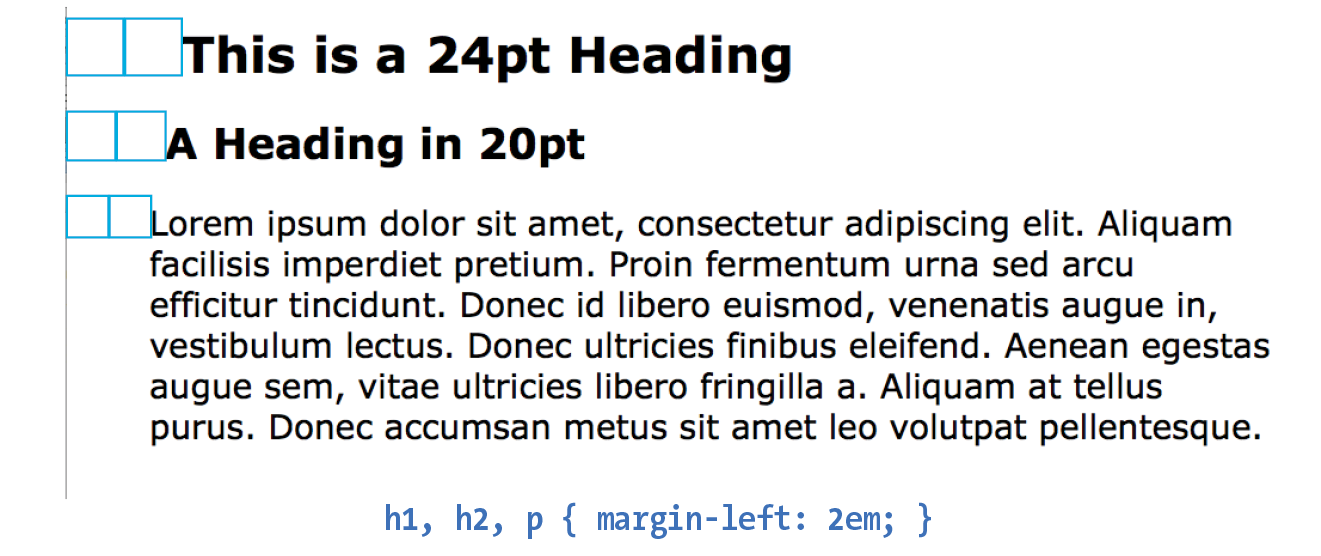 This is a 24pt Heading
A Heading in 20pt
Lorem ipsum dolor sit amet, consectetur adipiscing elit. Aliquam
facilisis imperdiet pretium. Proin fermentum urna sed arcu
efficitur tincidunt. Donec id libero euismod, venenatis augue in,
vestibulum lectus. Donec ultricies finibus eleifend. Aenean egestas
augue sem, vitae ultricies libero fringilla a. Aliquam at tellus
purus. Donec accumsan metus sit amet leo volutpat pellentesque.
h1, h2, p { margin-left: 2em; }